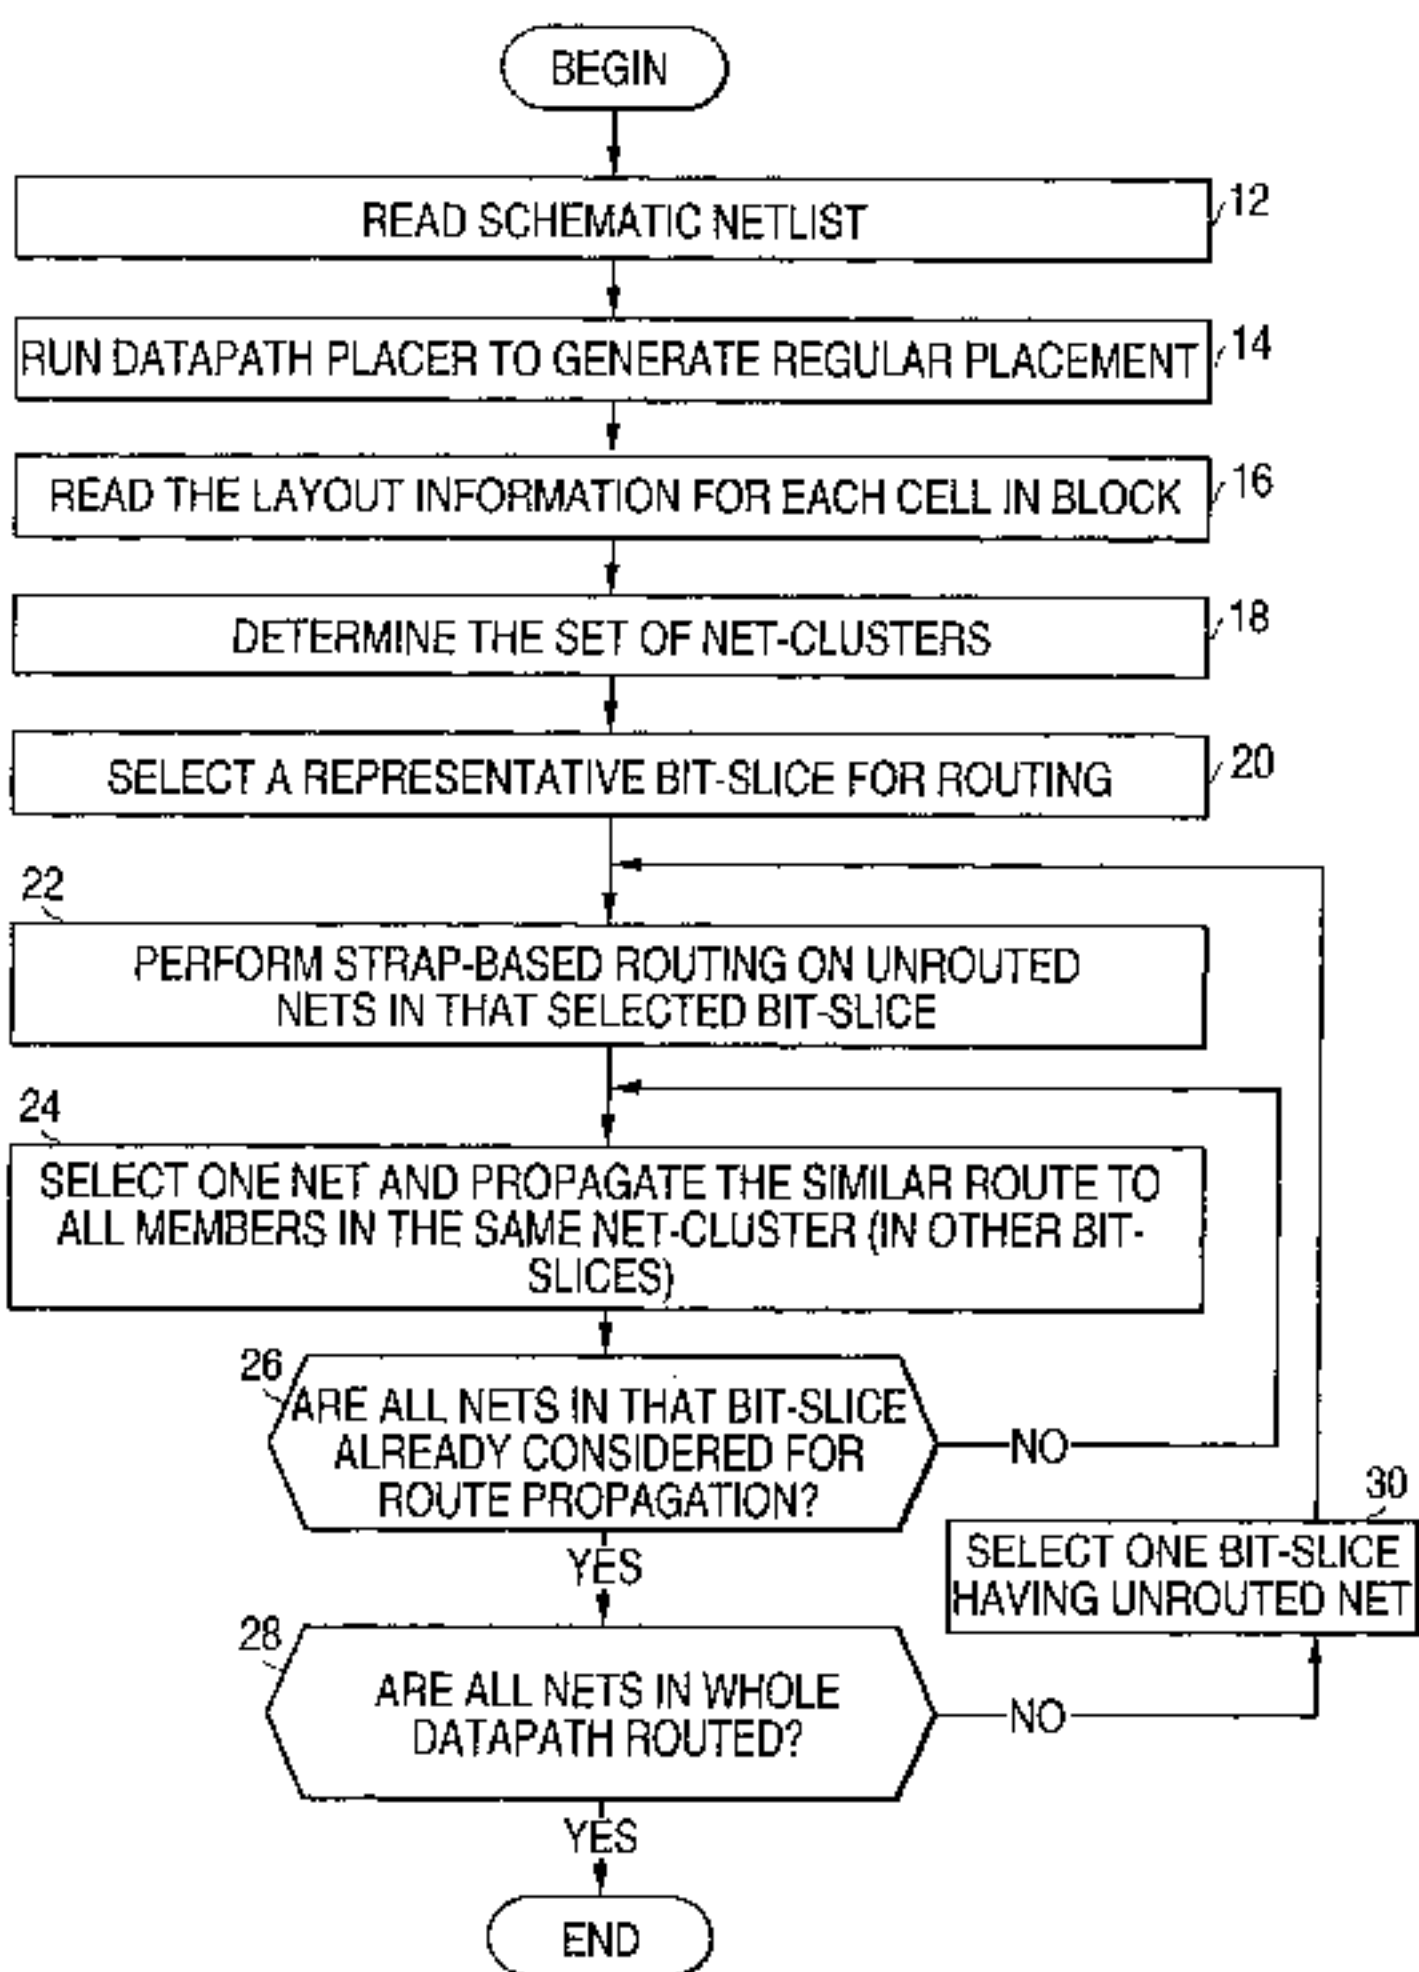 BEGIN
READ SCHEMATIC NETLIST
12
RUN DATAPATH PLACER TO GENERATE REGULAR PLACEMENT
14
READ THE LAYOUT INFORMATION FOR EACH CELL IN BLOCK
16
DETERMINE THE SET OF NET-CLUSTERS
18
SELECT A REPRESENTATIVE BIT-SLICE FOR ROUTING
20
22
PERFORM STRAP-BASED ROUTING ON UNROUTED
NETS IN THAT SELECTED BIT-SLICE
24
SELECT ONE NET AND PROPAGATE THE SIMILAR ROUTE TO
ALL MEMBERS IN THE SAME NET-CLUSTER (IN OTHER BIT-
SLICES)
26
ARE ALL NETS IN THAT BIT-SLICE
ALREADY CONSIDERED FOR
ROUTE PROPAGATION?
NO
YES
30
SELECT ONE BIT-SLICE
HAVING UNROUTED NET
28
ARE ALL NETS IN WHOLE
DATAPATH ROUTED?
NO
YES
END